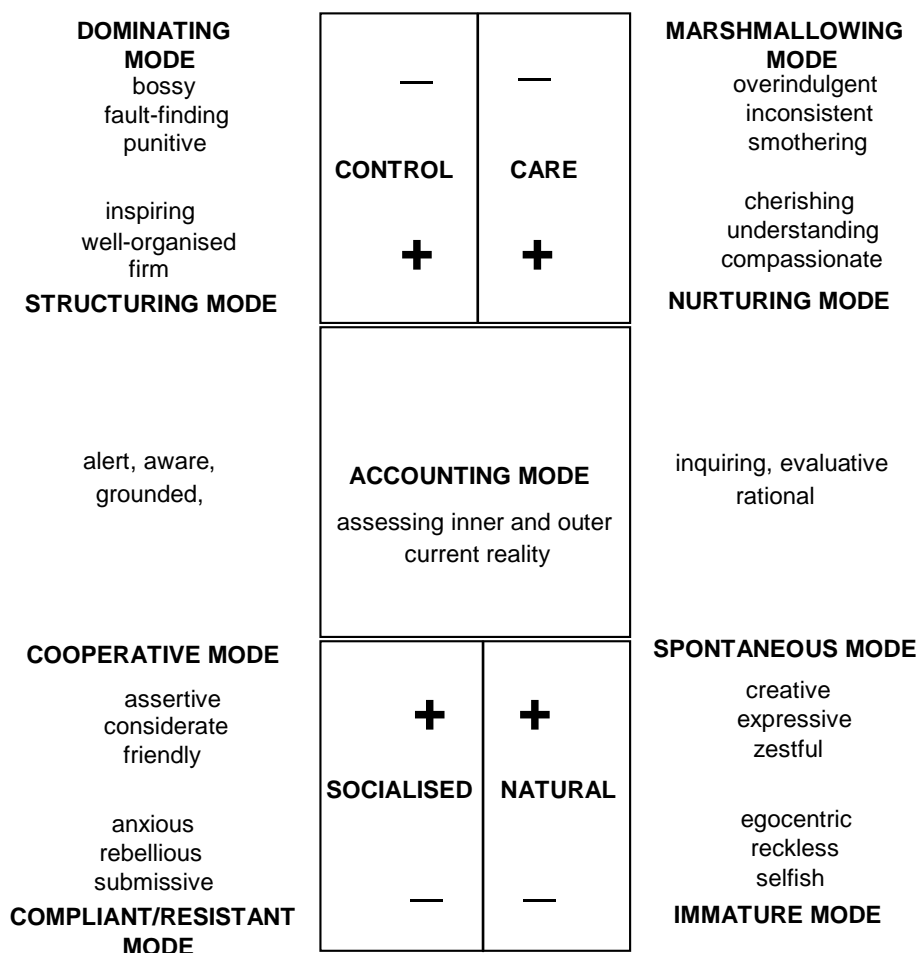 DOMINATING
MODE
bossy
fault-finding
punitive
inspiring
well-organised
firm
STRUCTURING MODE
—
—
CONTROL
CARE
+
+
MARSHMALLOWING
MODE
overindulgent
inconsistent
smothering
cherishing
understanding
compassionate
NURTURING MODE
alert, aware,
grounded,
ACCOUNTING MODE
assessing inner and outer
current reality
inquiring, evaluative
rational
COOPERATIVE MODE
assertive
considerate
friendly
anxious
rebellious
submissive
COMPLIANT/RESISTANT
MODE
+
+
SOCIALISED
NATURAL
—
—
SPONTANEOUS MODE
creative
expressive
zestful
egocentric
reckless
selfish
IMMATURE MODE